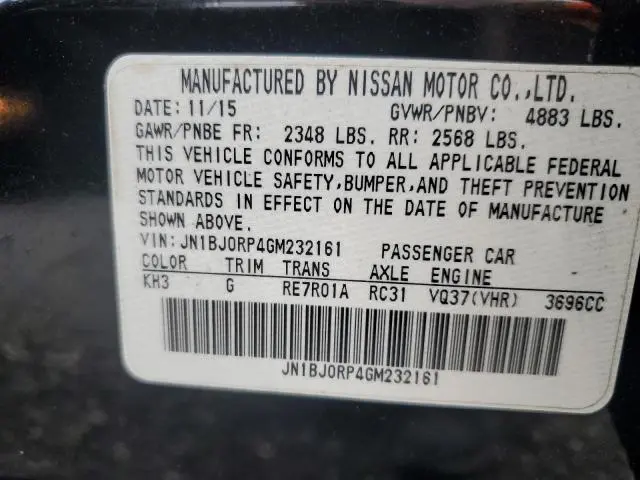 MANUFACTURED BY NISSAN MOTOR CO.,LTD.
DATE: 11/15 GVWR/PNBV: 4883 LBS.
GAWR/PNBE FR: 2348 LBS. RR: 2568 LBS.
THIS VEHICLE CONFORMS TO ALL APPLICABLE FEDERAL
MOTOR VEHICLE SAFETY,BUMPER,AND THEFT PREVENTION
STANDARDS IN EFFECT ON THE DATE OF MANUFACTURE
SHOWN ABOVE.
VIN:JN1BJ0RP4GM232161 PASSENGER CAR
COLOR TRIM TRANS AXLE ENGINE
KH3 G RE7R01A RC31 VQ37(VHR) 3696CC
JN1BJ0RP4GM232161